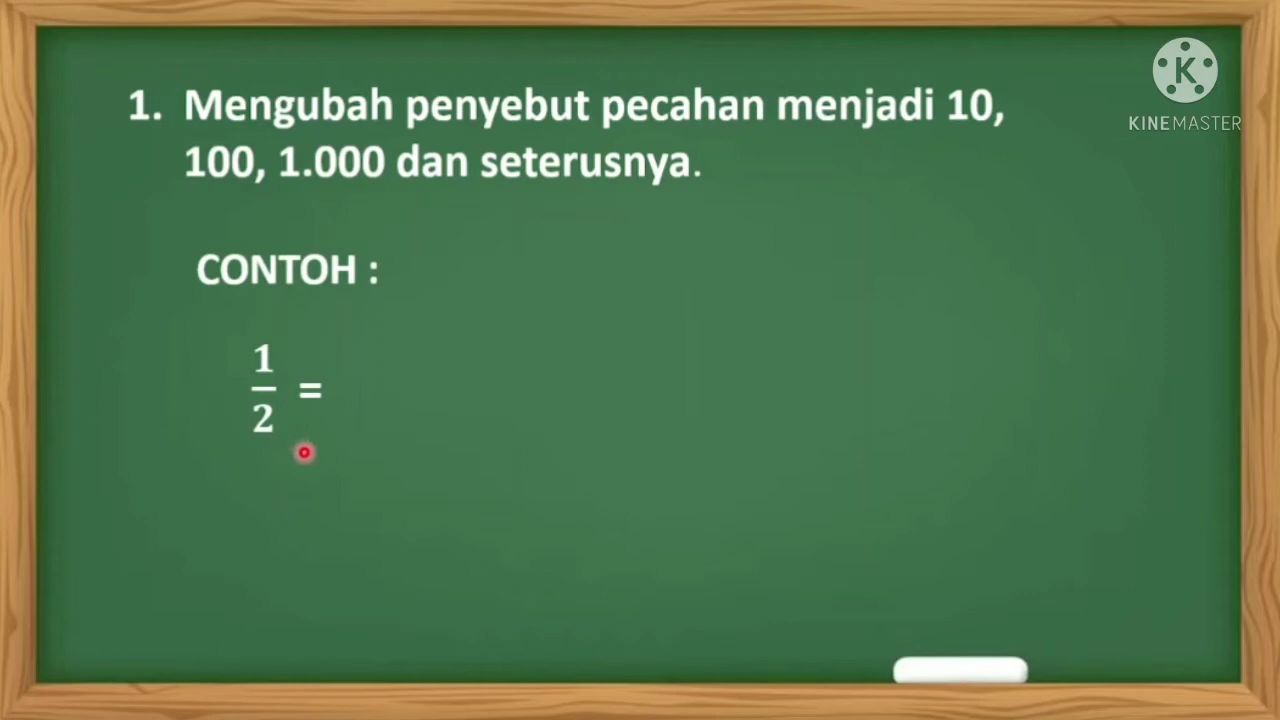 1. Mengubah penyebut pecahan menjadi 10,
100, 1.000 dan seterusnya.
K
KINEMASTER
CONTOH :
1
2
=